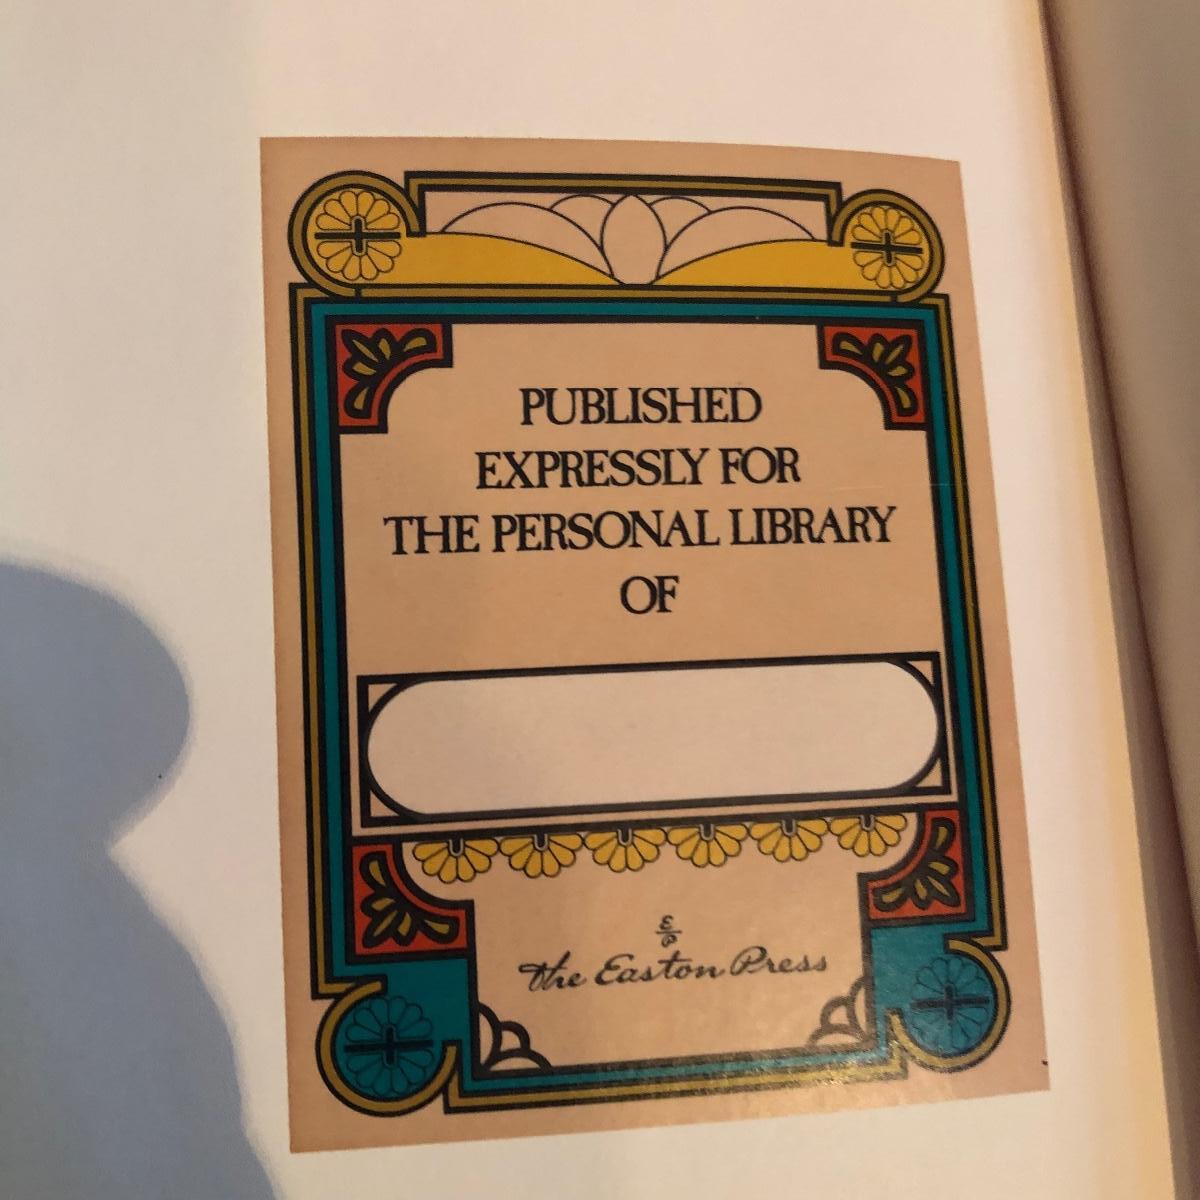 PUBLISHED
EXPRESSLY FOR
THE PERSONAL LIBRARY
OF
E
P
The Easton Press